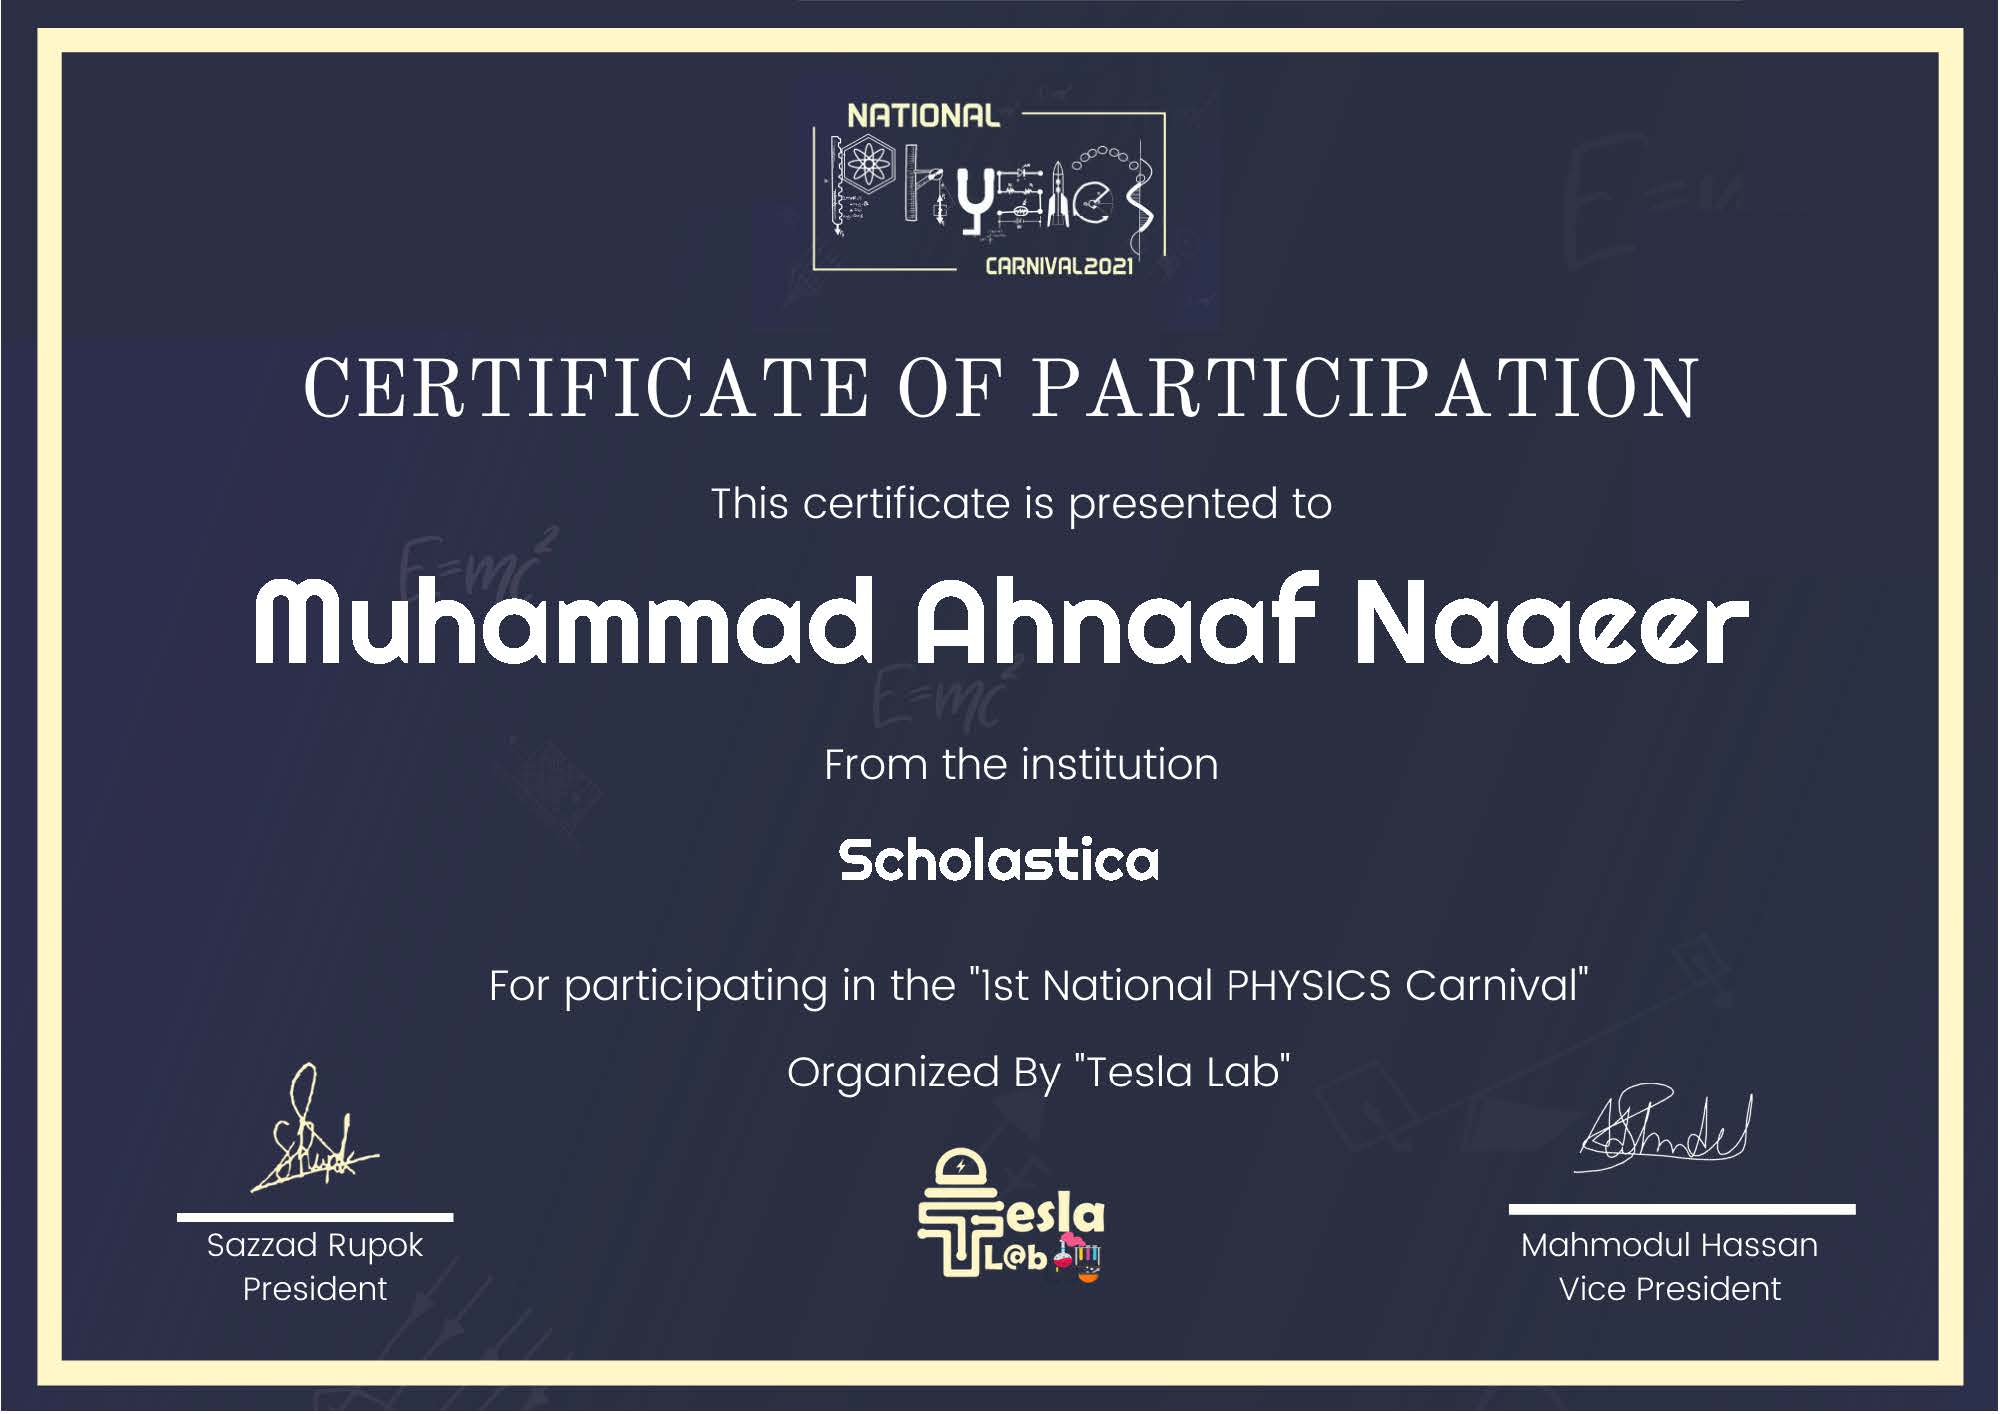 NATIONAL
Physics
CARNIVAL2021
CERTIFICATE OF PARTICIPATION
This certificate is presented to
E=mc²
Muhammad Ahnaaf Naaeer
E=mc²
From the institution
Scholastica
For participating in the "1st National PHYSICS Carnival"
Organized By "Tesla Lab"
Tesla
L@b
Sazzad Rupok
President
Mahmodul Hassan
Vice President